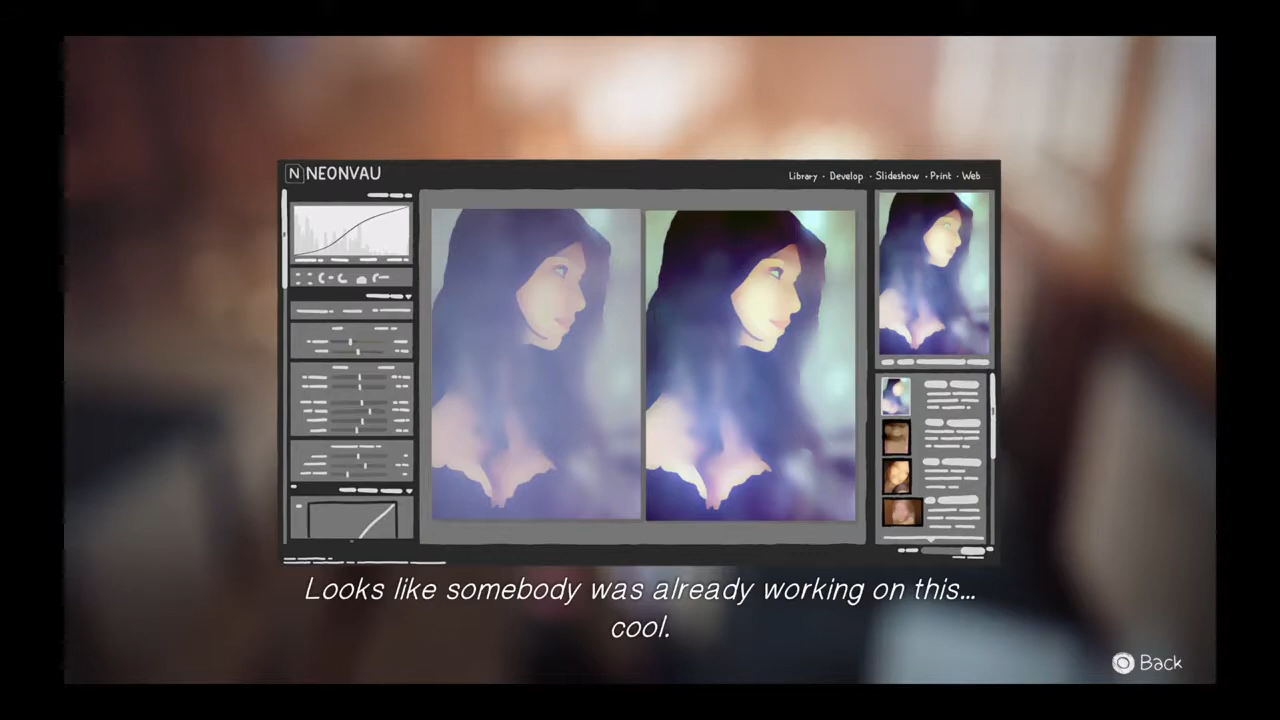 N NEONVAU
Library · Develop · Slideshow · Print · Web
Looks like somebody was already working on this...
cool.
Back